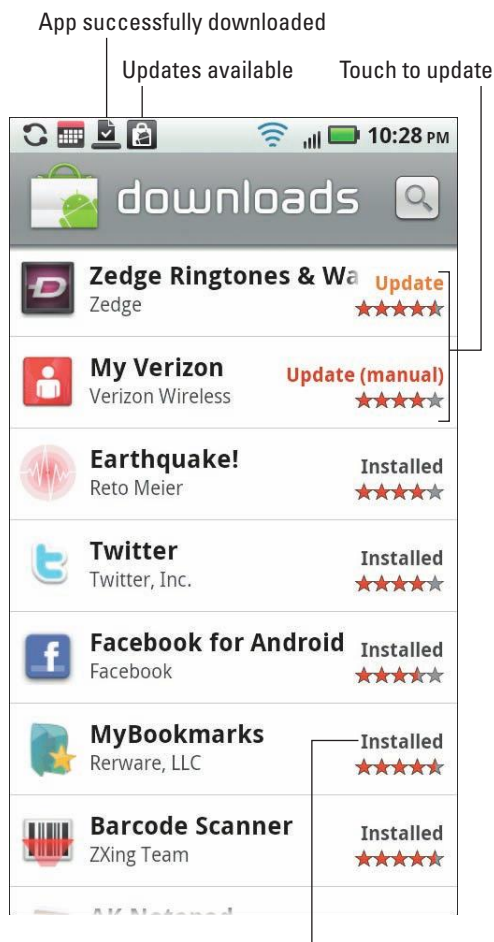 App successfully downloaded
Updates available
Touch to update
10:28 PM
downloads
Zedge Ringtones & Wa
Update
Zedge
My Verizon
Update (manual)
Verizon Wireless
Earthquake!
Installed
Reto Meier
Twitter
Installed
Twitter, Inc.
Facebook for Android
Installed
Facebook
MyBookmarks
Installed
Rerware, LLC
Barcode Scanner
Installed
ZXing Team
AK Notepad